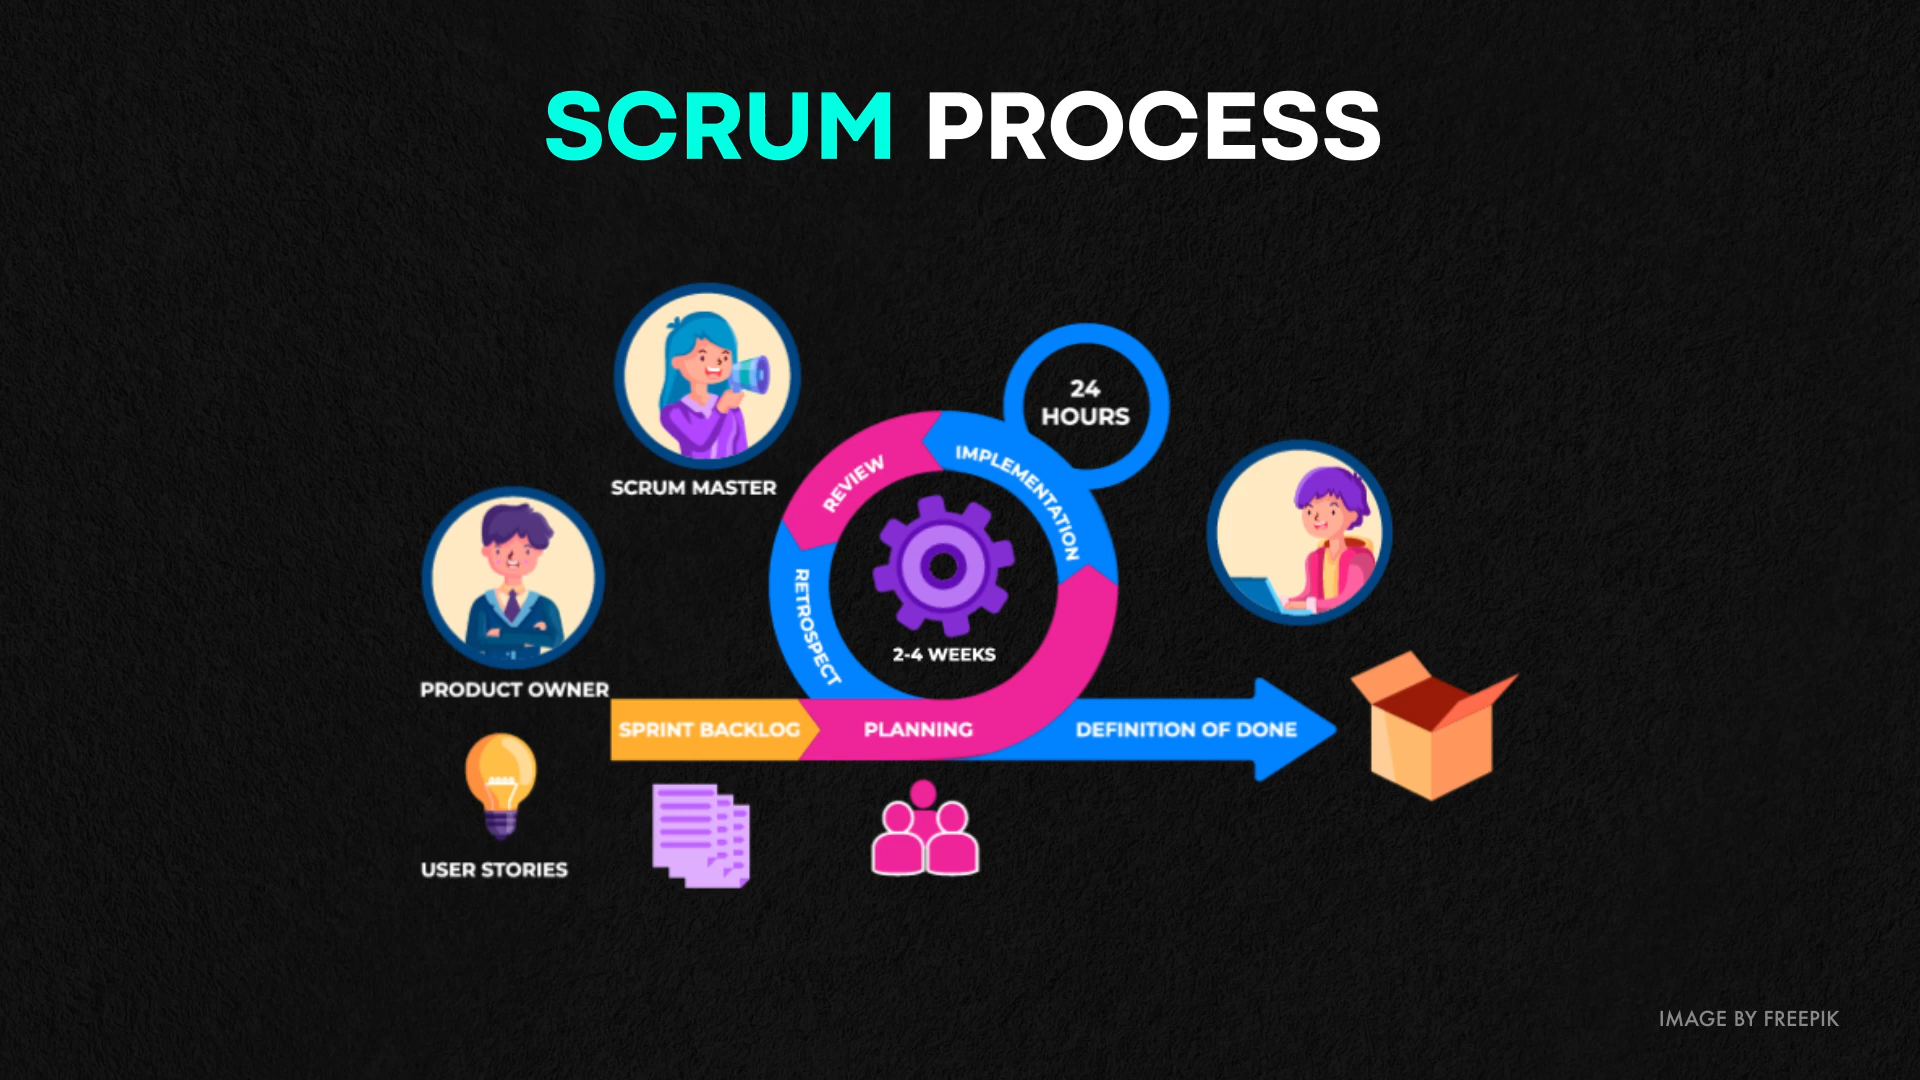 SCRUM PROCESS
24
HOURS
SCRUM MASTER
REVIEW
IMPLEMENTATION
RETROSPECT
2-4 WEEKS
PRODUCT OWNER
SPRINT BACKLOG
PLANNING
DEFINITION OF DONE
USER STORIES
IMAGE BY FREEPIK